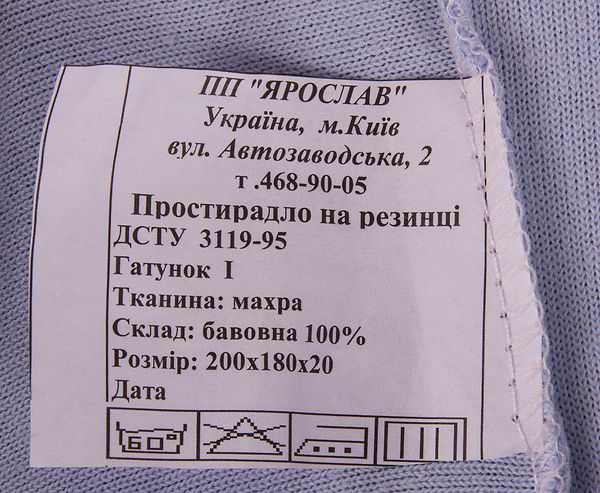 ПП "ЯРОСЛАВ"
Україна, м.Київ
вул. Автозаводська, 2
т .468-90-05
Простирадло на резинці
ДСТУ 3119-95
Гатунок I
Тканина: махра
Склад: бавовна 100%
Розмір: 200х180х20
Дата
60°